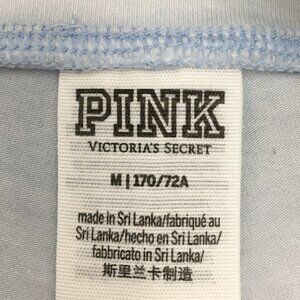 PINK
VICTORIA'S SECRET
M | 170/72A
made in Sri Lanka/fabriqué au
Sri Lanka/hecho en Sri Lanka/
fabbricato in Sri Lanka/
斯里兰卡制造